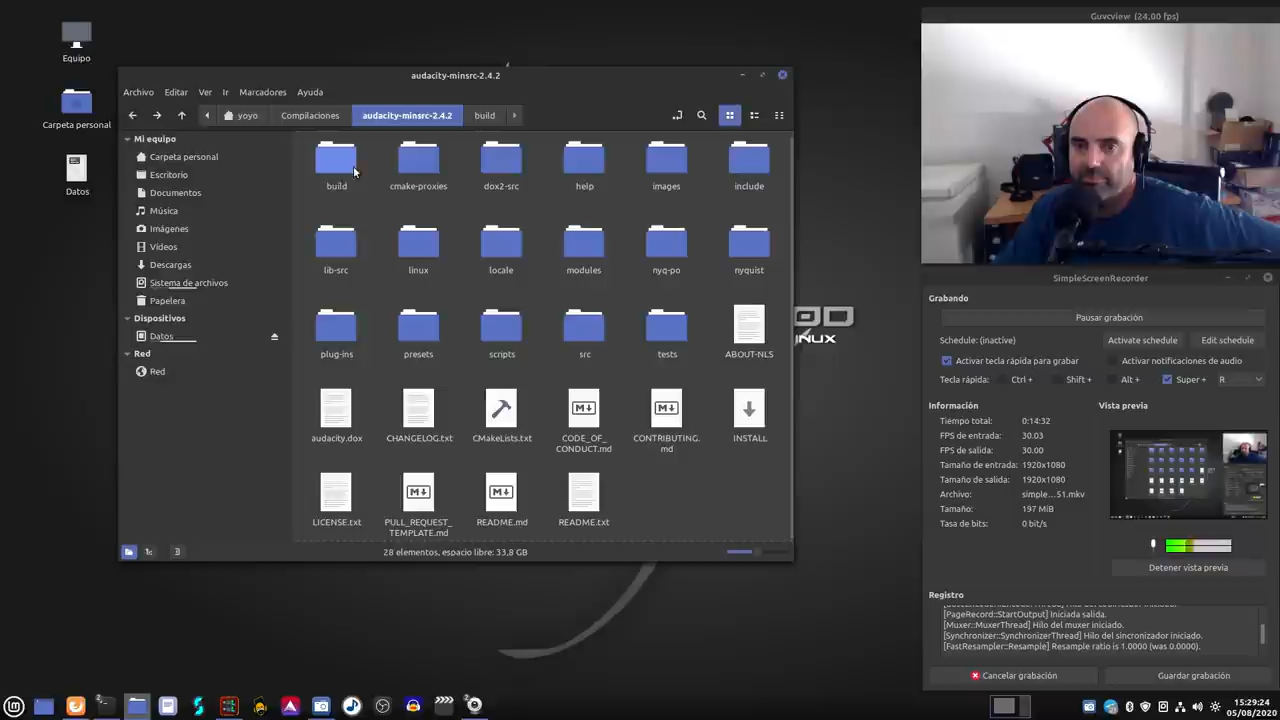 Equipo
Carpeta personal
Datos
audacity-minsrc-2.4.2
Archivo Editar Ver Ir Marcadores Ayuda
yoyo Compilaciones audacity-minsrc-2.4.2 build
Mi equipo
Carpeta personal
Escritorio
Documentos
Música
Imágenes
Vídeos
Descargas
Sistema de archivos
Papelera
Dispositivos
Datos
Red
Red
build cmake-proxies dox2-src help images include
lib-src linux locale modules nyq-po nyquist
plug-ins presets scripts src tests ABOUT-NLS
audacity.dox CHANGELOG.txt CMakeLists.txt CODE_OF_CONDUCT.md CONTRIBUTING.md INSTALL
LICENSE.txt PULL_REQUEST_TEMPLATE.md README.md README.txt
28 elementos, espacio libre: 33,8 GB
Guvcview (24,00 fps)
SimpleScreenRecorder
Grabando
Pausar grabación
Schedule: (inactive) Activate schedule Edit schedule
Activar tecla rápida para grabar Activar notificaciones de audio
Tecla rápida: Ctrl + Shift + Alt + Super + R
Información
Tiempo total: 0:14:32
FPS de entrada: 30.03
FPS de salida: 30.00
Tamaño de entrada: 1920x1080
Tamaño de salida: 1920x1080
Archivo: simple…51.mkv
Tamaño: 197 MiB
Tasa de bits: 0 bit/s
Vista previa
Detener vista previa
Registro
[PageRecord::StartOutput] Iniciada salida.
[Muxer::MuxerThread] Hilo del muxer iniciado.
[Synchronizer::SynchronizerThread] Hilo del sincronizador iniciado.
[FastResampler::Resample] Resample ratio is 1.0000 (was 0.0000).
Cancelar grabación Guardar grabación
15:29:24
05/08/2020